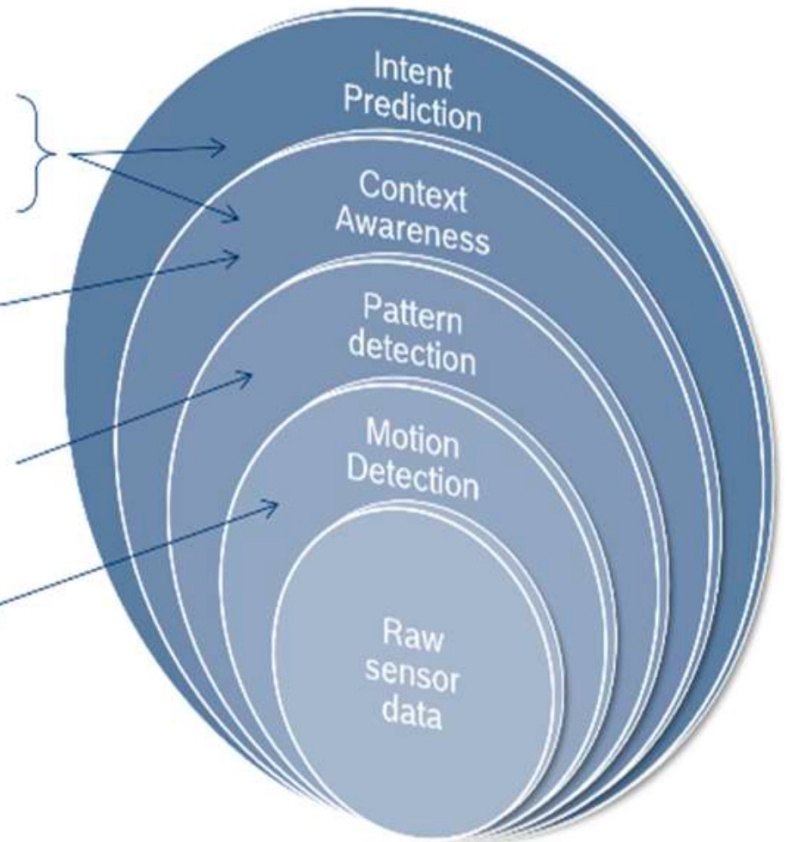 Intent
Prediction
Context
Awareness
Pattern
detection
Motion
Detection
Raw
sensor
data